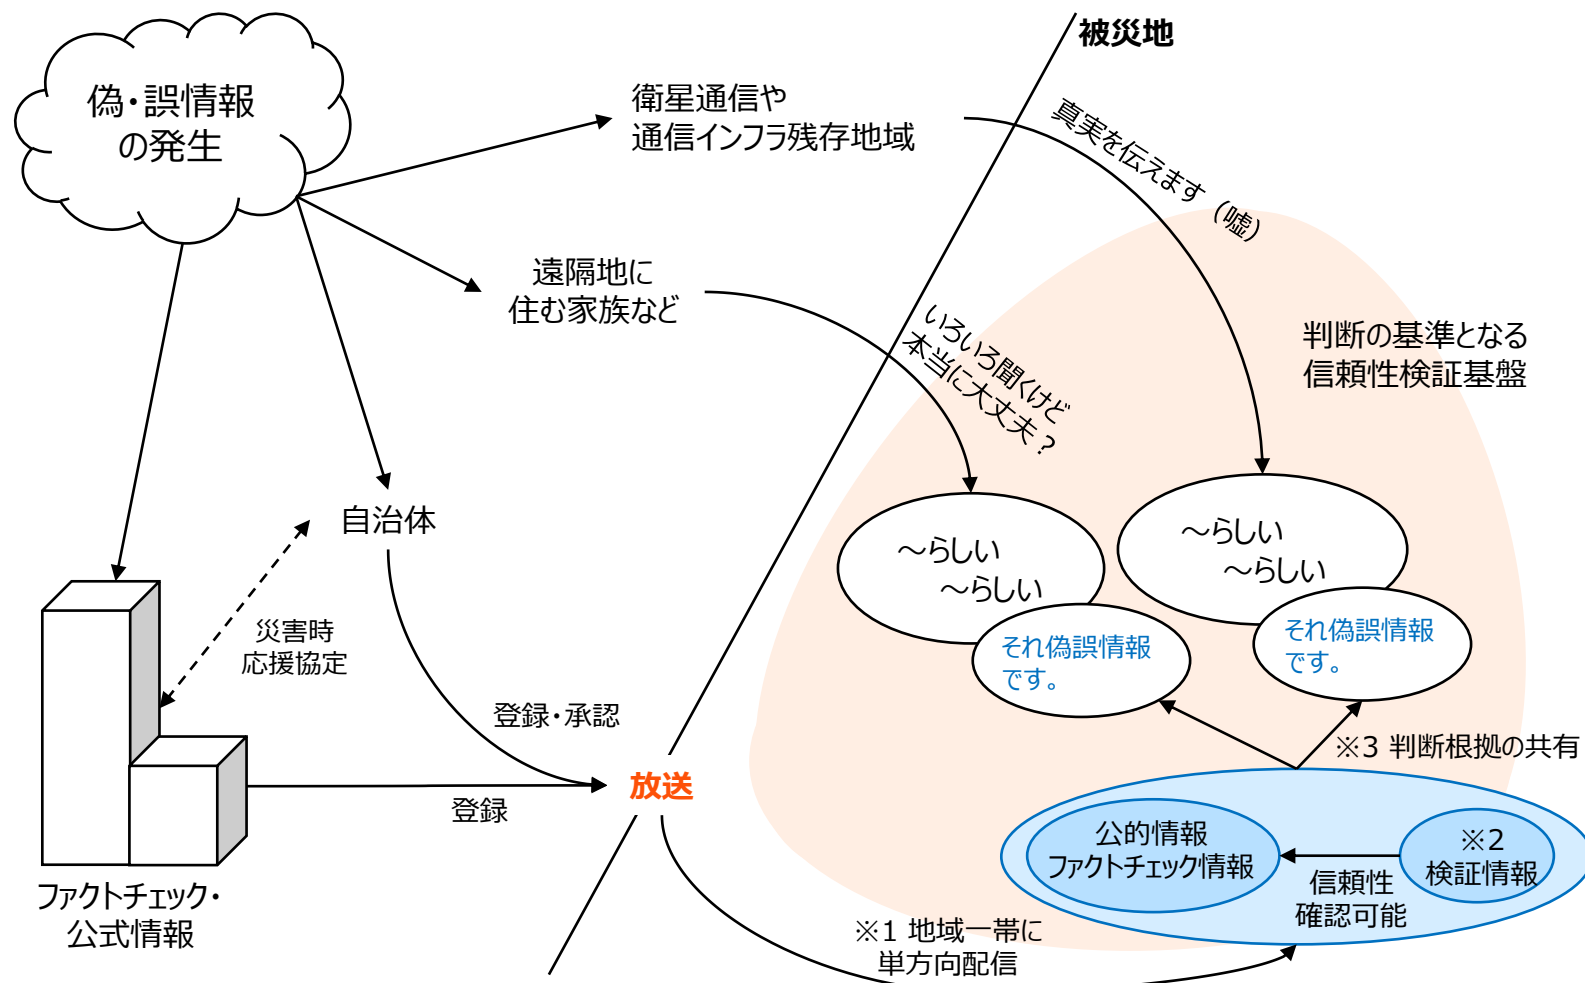 被災地
偽・誤情報
の発生
衛星通信や
通信インフラ残存地域
真実を伝えます（嘘）
遠隔地に
住む家族など
いろいろ聞くけど
本当に大丈夫？
判断の基準となる
信頼性検証基盤
自治体
～らしい
～らしい
～らしい
～らしい
災害時
応援協定
それ偽誤情報
です。
それ偽誤情報
です。
登録・承認
※3 判断根拠の共有
放送
登録
公的情報
ファクトチェック情報
※2
検証情報
信頼性
確認可能
ファクトチェック・
公式情報
※1 地域一帯に
単方向配信